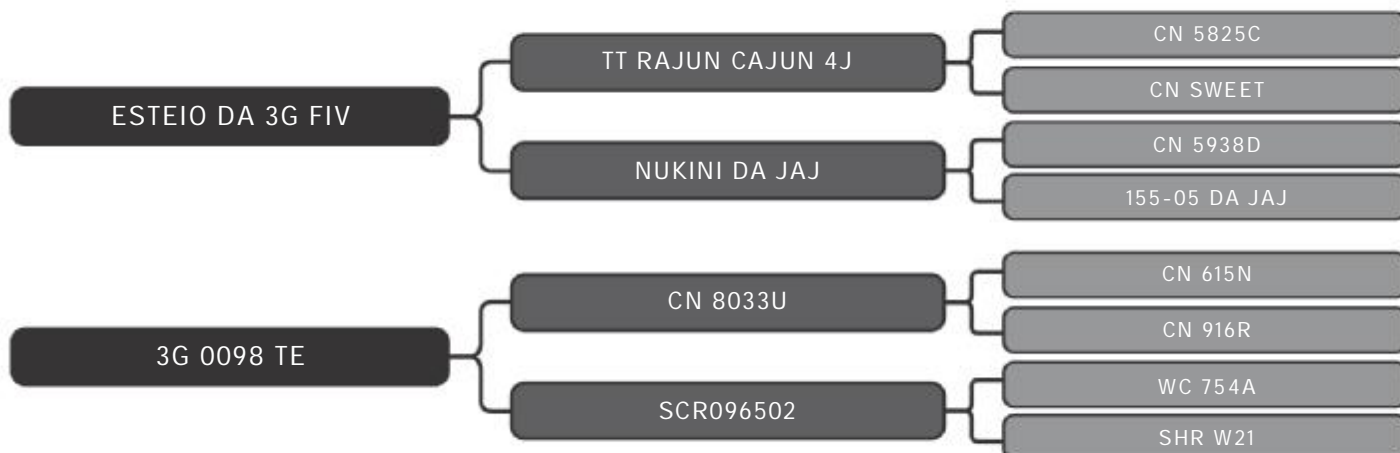 CN 5825C
TT RAJUN CAJUN 4J
CN SWEET
ESTEIO DA 3G FIV
CN 5938D
NUKINI DA JAJ
155-05 DA JAJ
CN 615N
CN 8033U
CN 916R
3G 0098 TE
WC 754A
SCR096502
SHR W21